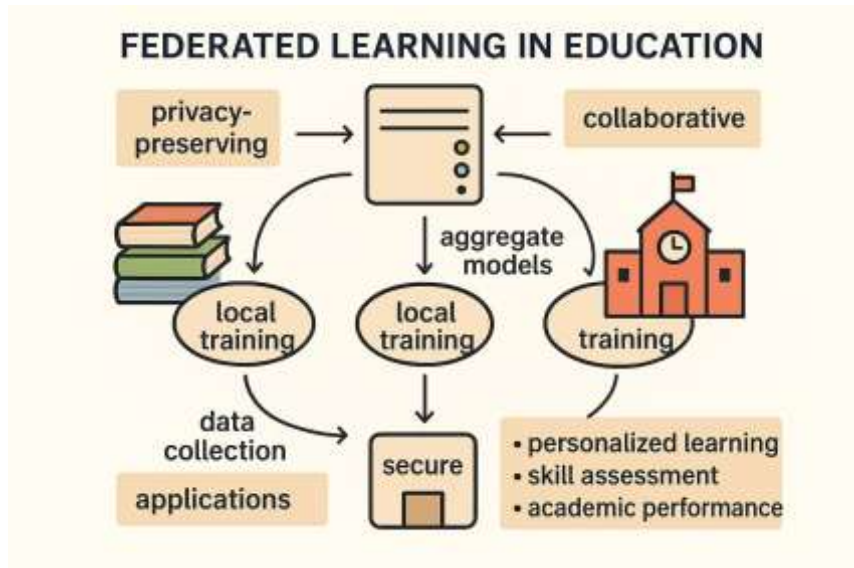 FEDERATED LEARNING IN EDUCATION
privacy-
preserving
collaborative
aggregate
models
local
training
local
training
training
data
collection
applications
secure
• personalized learning
• skill assessment
• academic performance